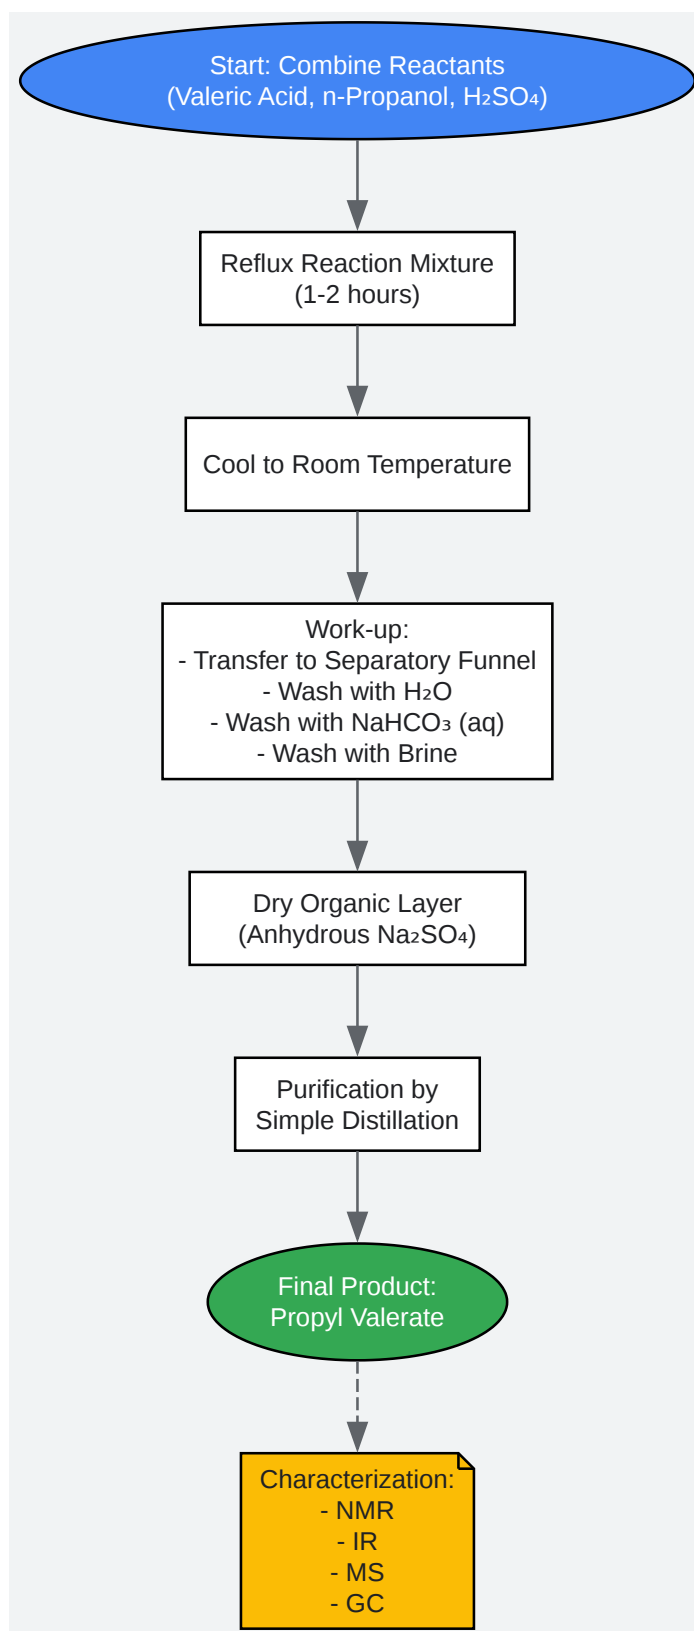 Start: Combine Reactants
(Valeric Acid, n-Propanol, H₂SO₄)
Reflux Reaction Mixture
(1-2 hours)
Cool to Room Temperature
Work-up:
- Transfer to Separatory Funnel
- Wash with H₂O
- Wash with NaHCO₃ (aq)
- Wash with Brine
Dry Organic Layer
(Anhydrous Na₂SO₄)
Purification by
Simple Distillation
Final Product:
Propyl Valerate
Characterization:
- NMR
- IR
- MS
- GC